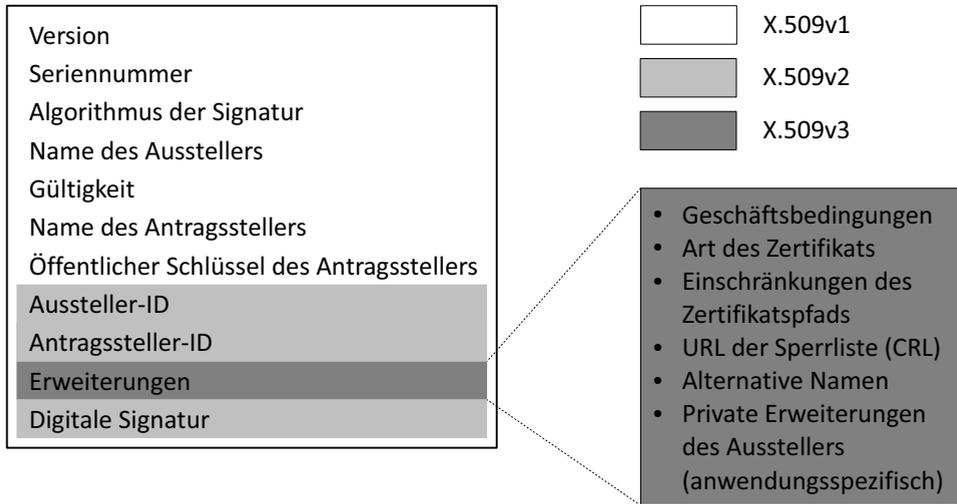 Version
Seriennummer
Algorithmus der Signatur
Name des Ausstellers
Gültigkeit
Name des Antragsstellers
Öffentlicher Schlüssel des Antragsstellers
Aussteller-ID
Antragssteller-ID
Erweiterungen
Digitale Signatur
X.509v1
X.509v2
X.509v3
• Geschäftsbedingungen
• Art des Zertifikats
• Einschränkungen des
Zertifikatspfads
• URL der Sperrliste (CRL)
• Alternative Namen
• Private Erweiterungen
des Ausstellers
(anwendungsspezifisch)